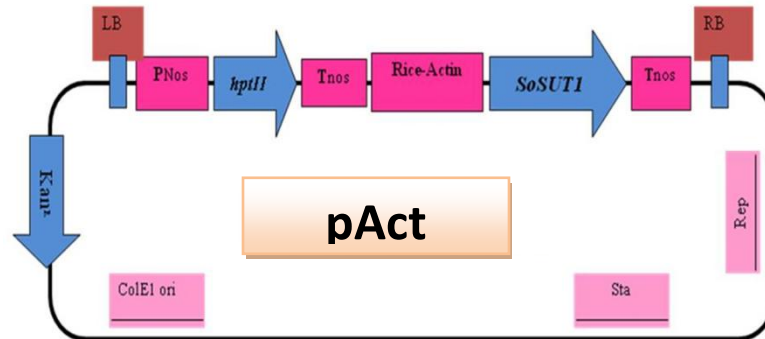 LB
RB
PNos
hptII
Tnos
Rice-Actin
SoSUT1
Tnos
Kanʳ
pAct
Rep
ColE1 ori
Sta